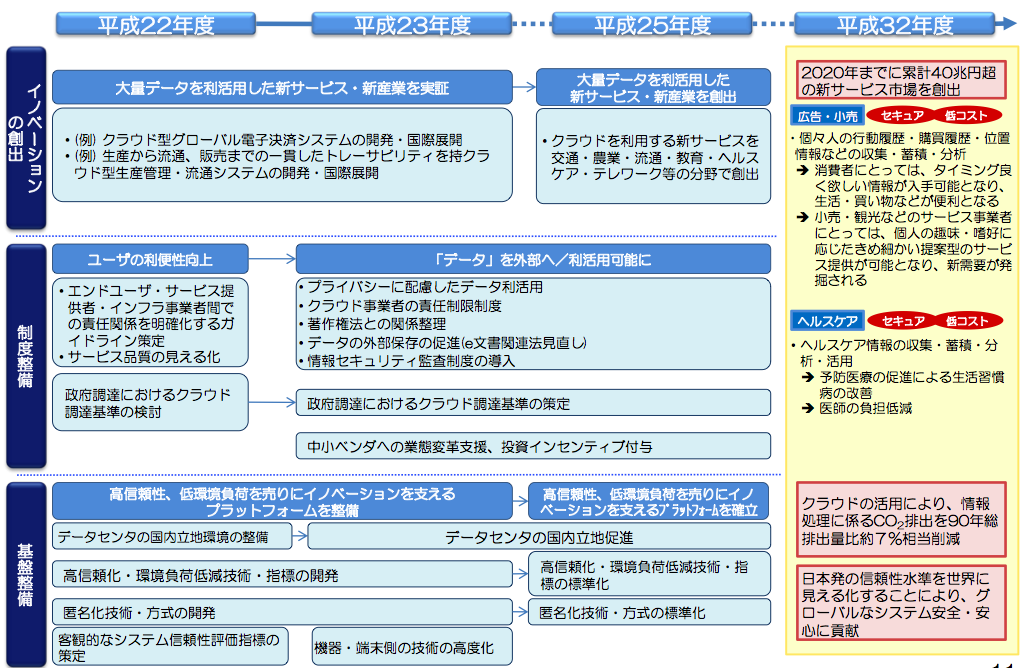 平成22年度
平成23年度
平成25年度
平成32年度
イノベーション
の創出
大量データを利活用した新サービス・新産業を実証
大量データを利活用した
新サービス・新産業を創出
・(例) クラウド型グローバル電子決済システムの開発・国際展開
・(例) 生産から流通、販売までの一貫したトレーサビリティを持クラ
ウド型生産管理・流通システムの開発・国際展開
・クラウドを利用する新サービスを
交通・農業・流通・教育・ヘルス
ケア・テレワーク等の分野で創出
制度整備
ユーザの利便性向上
「データ」を外部へ／利活用可能に
・エンドユーザ・サービス提
供者・インフラ事業者間で
の責任関係を明確化するガ
イドライン策定
・サービス品質の見える化
・プライバシーに配慮したデータ利活用
・クラウド事業者の責任制限制度
・著作権法との関係整理
・データの外部保存の促進(e文書関連法見直し)
・情報セキュリティ監査制度の導入
政府調達におけるクラウド
調達基準の検討
政府調達におけるクラウド調達基準の策定
中小ベンダへの業態変革支援、投資インセンティブ付与
基盤整備
高信頼性、低環境負荷を売りにイノベーションを支える
プラットフォームを整備
高信頼性、低環境負荷を売りにイノ
ベーションを支えるﾌﾟﾗｯﾄﾌｫｰﾑを確立
データセンタの国内立地環境の整備
データセンタの国内立地促進
高信頼化・環境負荷低減技術・指標の開発
高信頼化・環境負荷低減技術・指
標の標準化
匿名化技術・方式の開発
匿名化技術・方式の標準化
客観的なシステム信頼性評価指標の
策定
機器・端末側の技術の高度化
2020年までに累計40兆円超
の新サービス市場を創出
広告・小売
セキュア
低コスト
・個々人の行動履歴・購買履歴・位置
情報などの収集・蓄積・分析
➔ 消費者にとっては、タイミング良
く欲しい情報が入手可能となり、
生活・買い物などが便利となる
➔ 小売・観光などのサービス事業者
にとっては、個人の趣味・嗜好に
応じたきめ細かい提案型のサービ
ス提供が可能となり、新需要が発
掘される
ヘルスケア
セキュア
低コスト
・ヘルスケア情報の収集・蓄積・分
析・活用
➔ 予防医療の促進による生活習慣
病の改善
➔ 医師の負担低減
クラウドの活用により、情報
処理に係るCO2排出を90年総
排出量比約７％相当削減
日本発の信頼性水準を世界に
見える化することにより、グ
ローバルなシステム安全・安
心に貢献